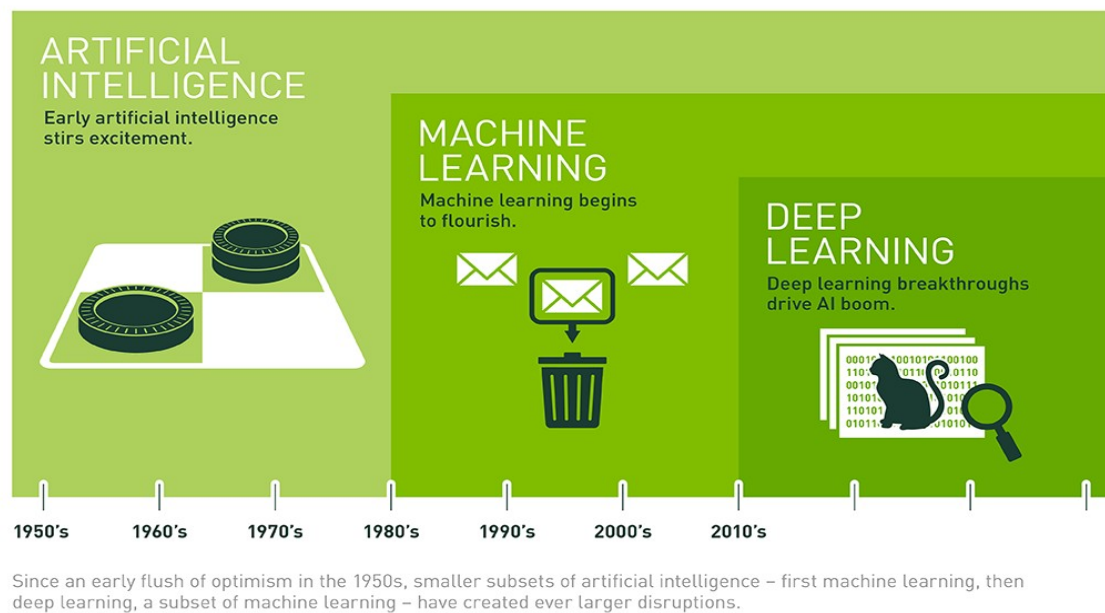 ARTIFICIAL
INTELLIGENCE
Early artificial intelligence
stirs excitement.
MACHINE
LEARNING
Machine learning begins
to flourish.
DEEP
LEARNING
Deep learning breakthroughs
drive AI boom.
1950's 1960's 1970's 1980's 1990's 2000's 2010's
Since an early flush of optimism in the 1950s, smaller subsets of artificial intelligence – first machine learning, then
deep learning, a subset of machine learning – have created ever larger disruptions.